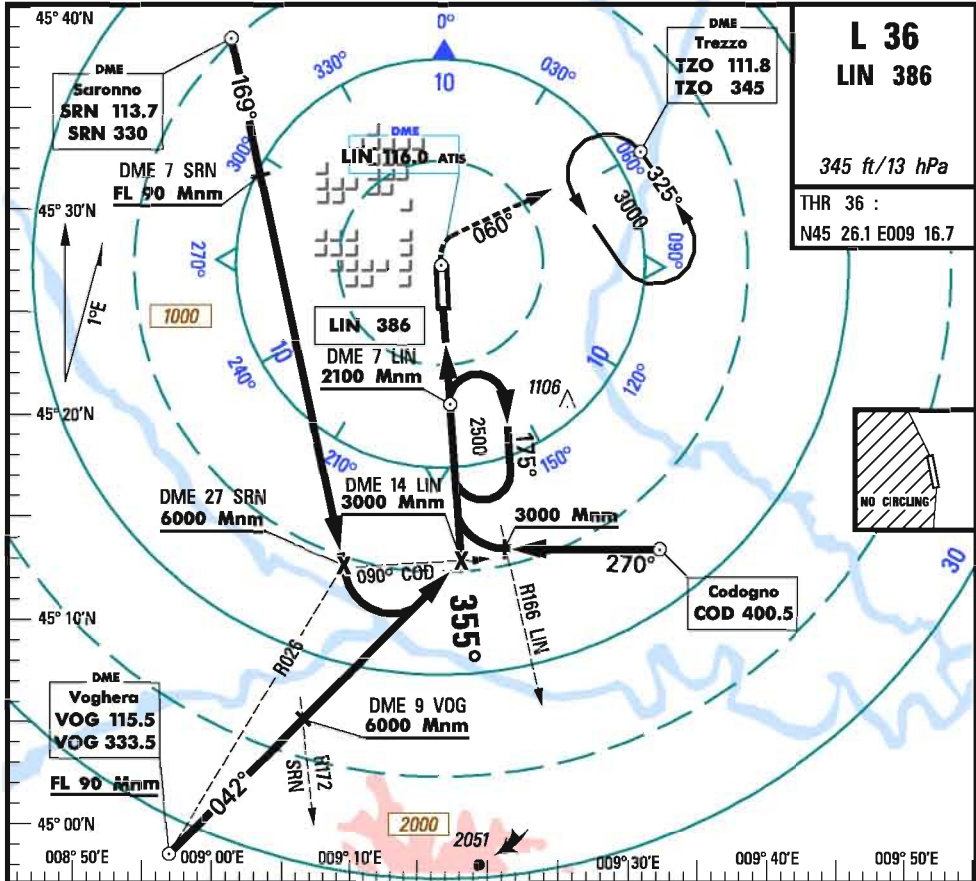 45° 40'N
0°
DME
Saronno
SRN 113.7
SRN 330
330°
10
030°
DME
Trezzo
TZO 111.8
TZO 345
L 36
LIN 386
345 ft/13 hPa
THR 36 :
N45 26.1 E009 16.7
169°
DME
LIN 116.0 ATIS
DME 7 SRN
FL 90 Mnm
300°
060°
325°
3000
45° 30'N
060°
270°
090°
1°E
1000
LIN 386
DME 7 LIN
2100 Mnm
10
10
240°
120°
1106
45° 20'N
2500
175°
210°
150°
NO CIRCLING
DME 27 SRN
6000 Mnm
DME 14 LIN
3000 Mnm
3000 Mnm
090° COD
270°
30
355°
R166 LIN
Codogno
COD 400.5
45° 10'N
R026
DME
Voghera
VOG 115.5
VOG 333.5
FL 90 Mnm
DME 9 VOG
6000 Mnm
R172
SRN
042°
45° 00'N
2000
2051
008° 50'E
009° 00'E
009° 10'E
009° 30'E
009° 40'E
009° 50'E